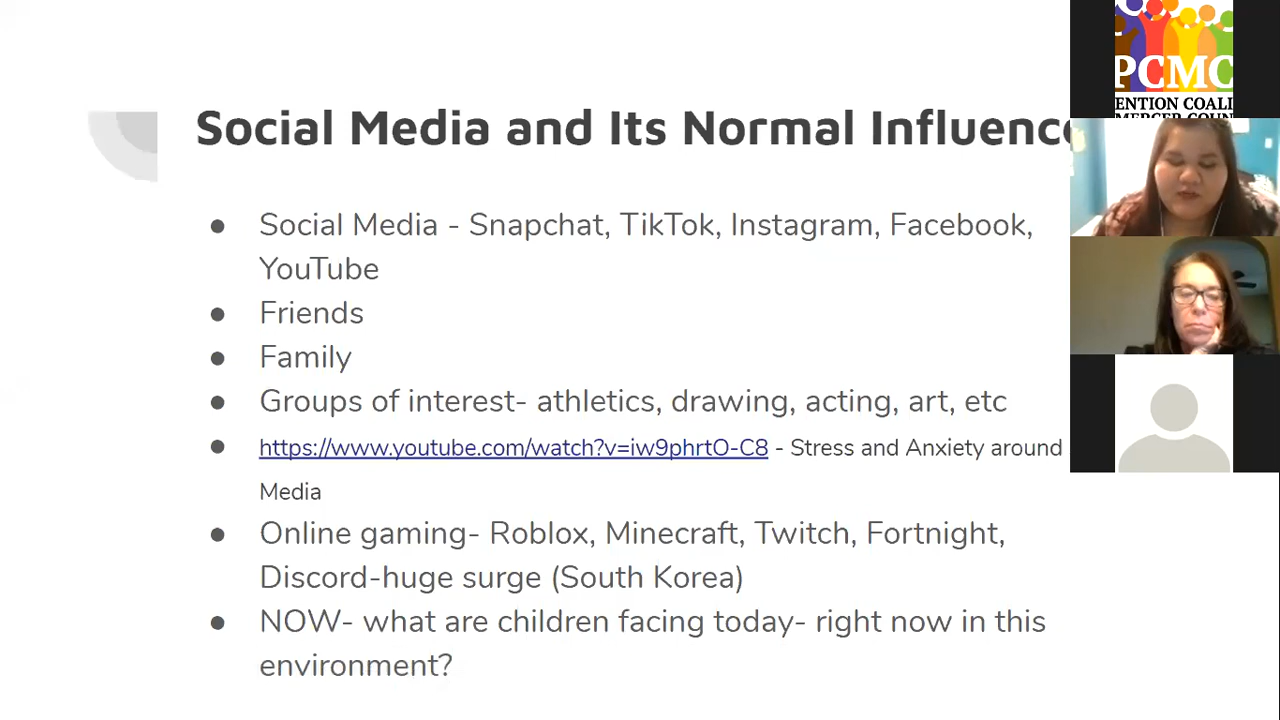 Social Media and Its Normal Influenc
Social Media - Snapchat, TikTok, Instagram, Facebook,
YouTube
Friends
Family
Groups of interest- athletics, drawing, acting, art, etc
https://www.youtube.com/watch?v=iw9phrtO-C8 - Stress and Anxiety around
Media
Online gaming- Roblox, Minecraft, Twitch, Fortnight,
Discord-huge surge (South Korea)
NOW- what are children facing today- right now in this
environment?
PCMC
ENTION COALI
MERCER COUN